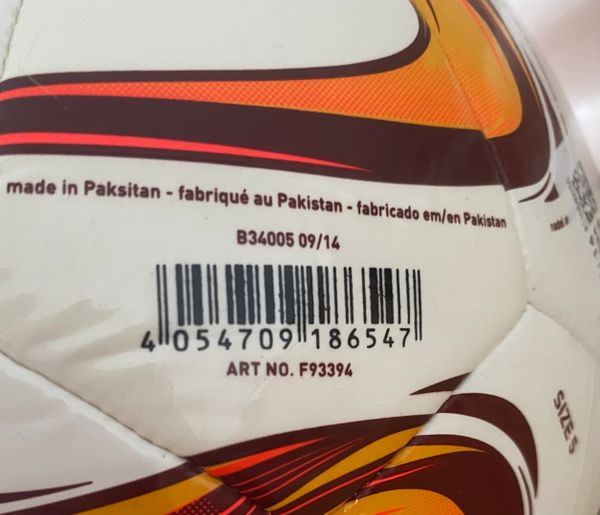 made in Paksitan - fabriqué au Pakistan - fabricado em/en Pakistan
B34005 09/14
4 054709 186547
ART NO. F93394
SIZE 5